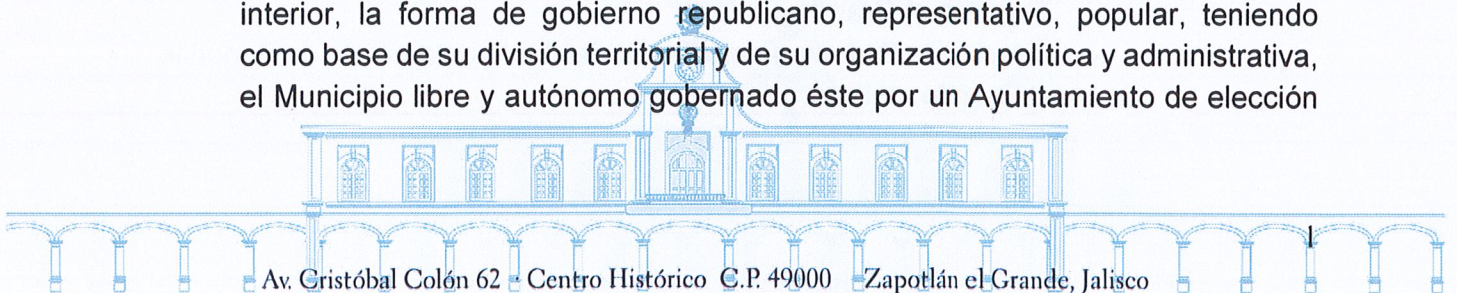 interior, la forma de gobierno republicano, representativo, popular, teniendo
como base de su división territorial y de su organización política y administrativa,
el Municipio libre y autónomo gobernado éste por un Ayuntamiento de elección
1
Av. Cristóbal Colón 62 - Centro Histórico C.P. 49000 Zapotlán el Grande, Jalisco